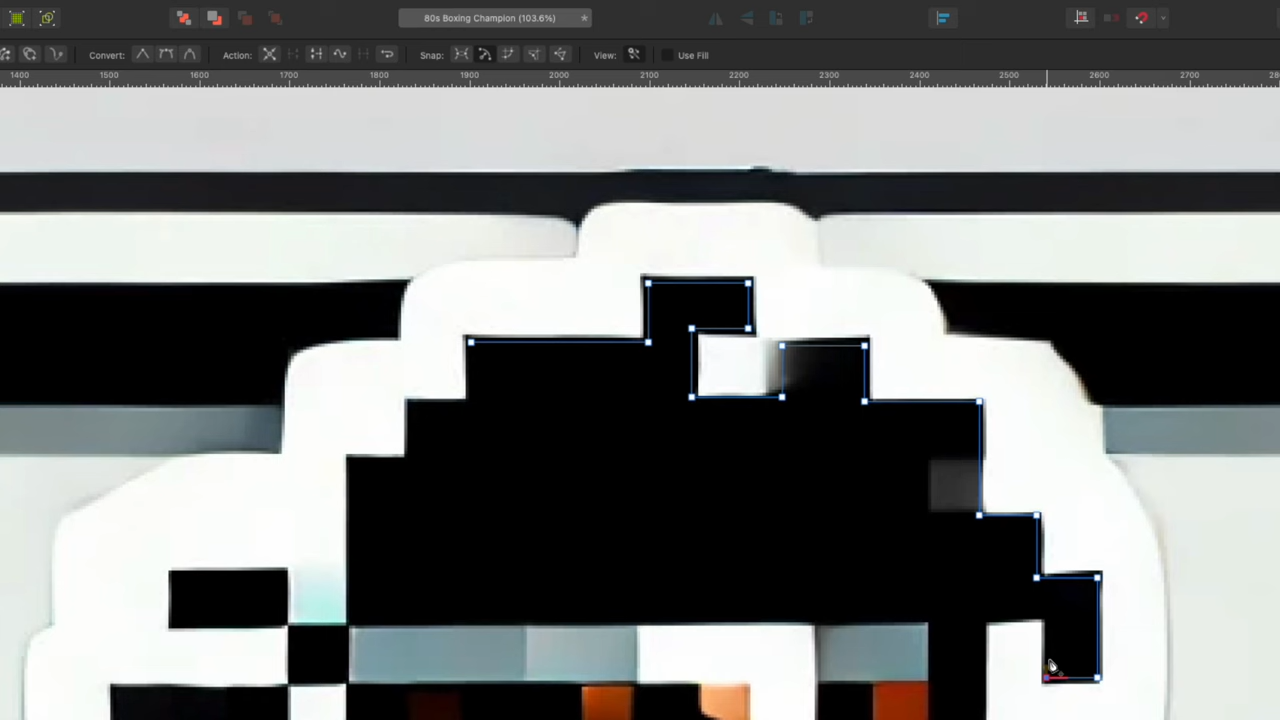 80s Boxing Champion (103.6%)
Convert: Action: Snap: View: Use Fill
1400 1500 1600 1700 1800 1900 2000 2100 2200 2300 2400 2500 2600 2700